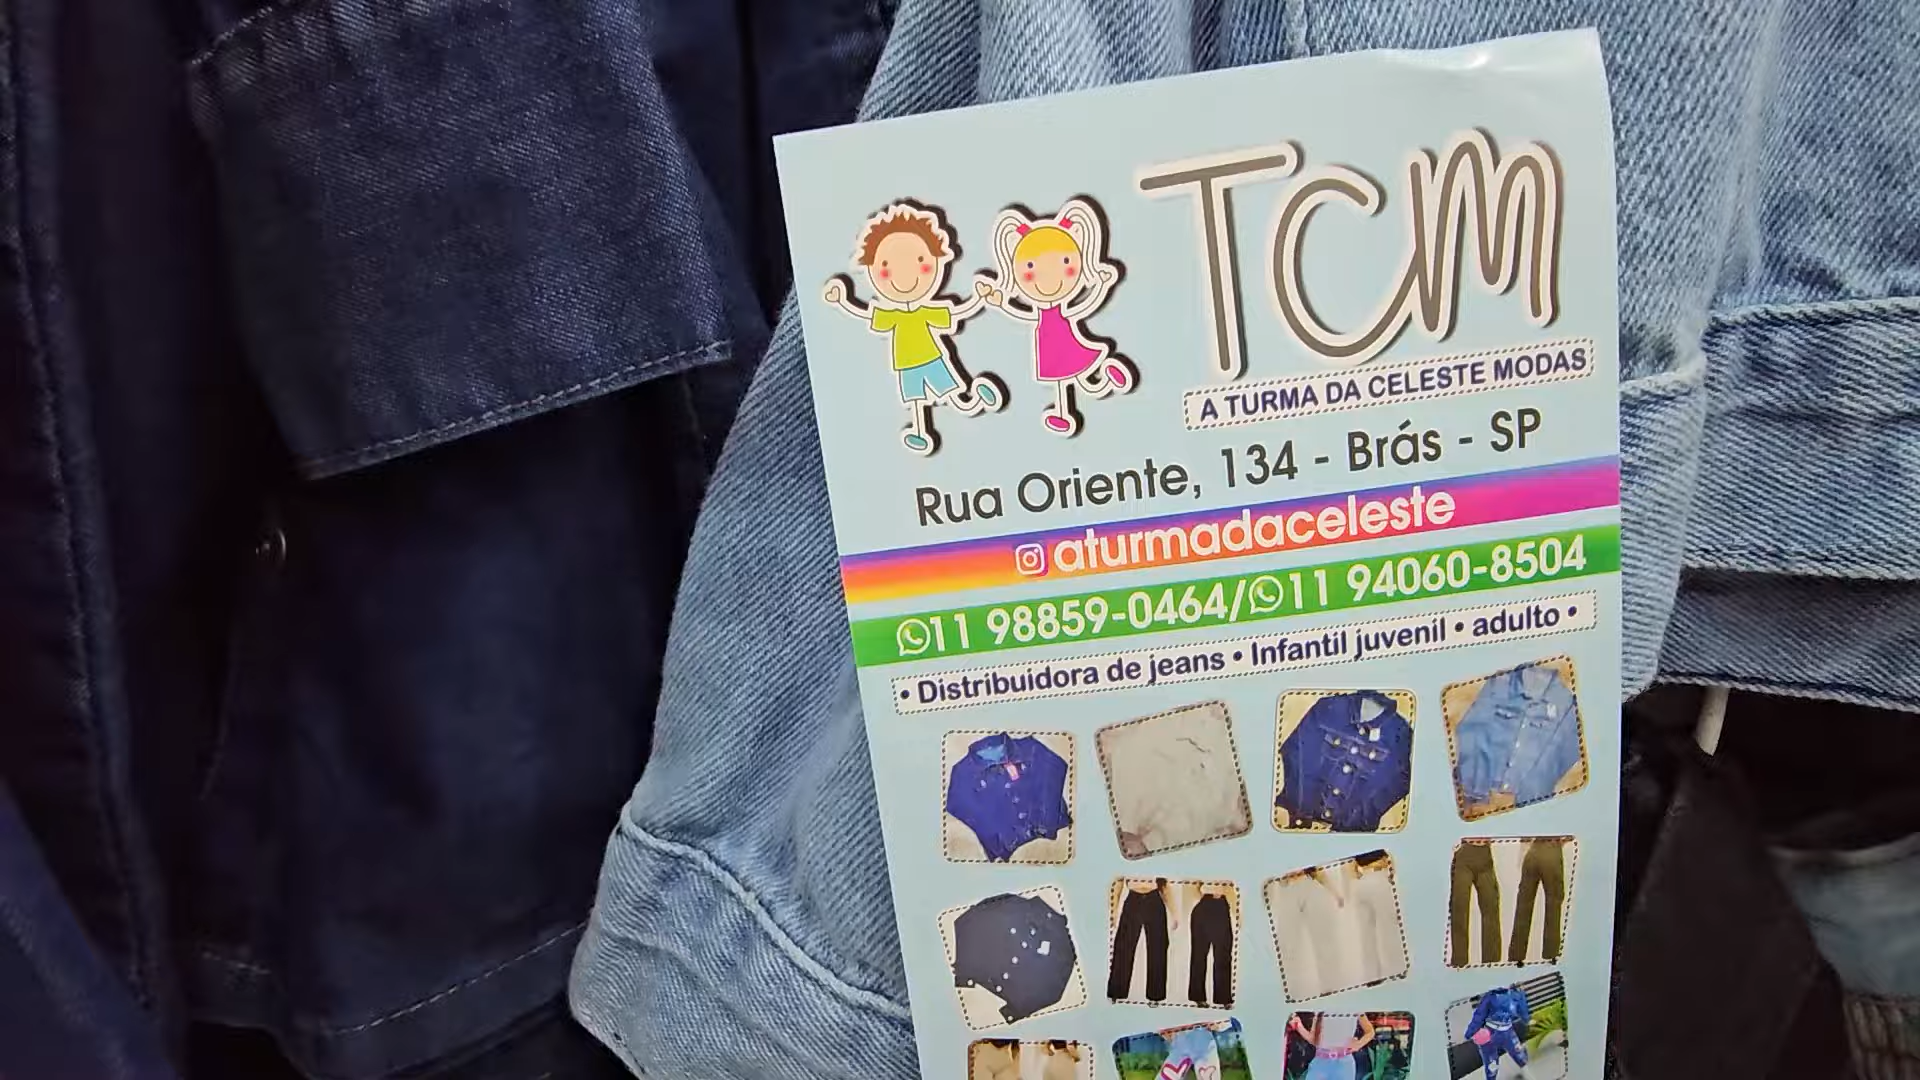 TCM
A TURMA DA CELESTE MODAS
Rua Oriente, 134 - Brás - SP
aturmadaceleste
11 98859-0464/11 94060-8504
• Distribuidora de jeans • Infantil juvenil • adulto •